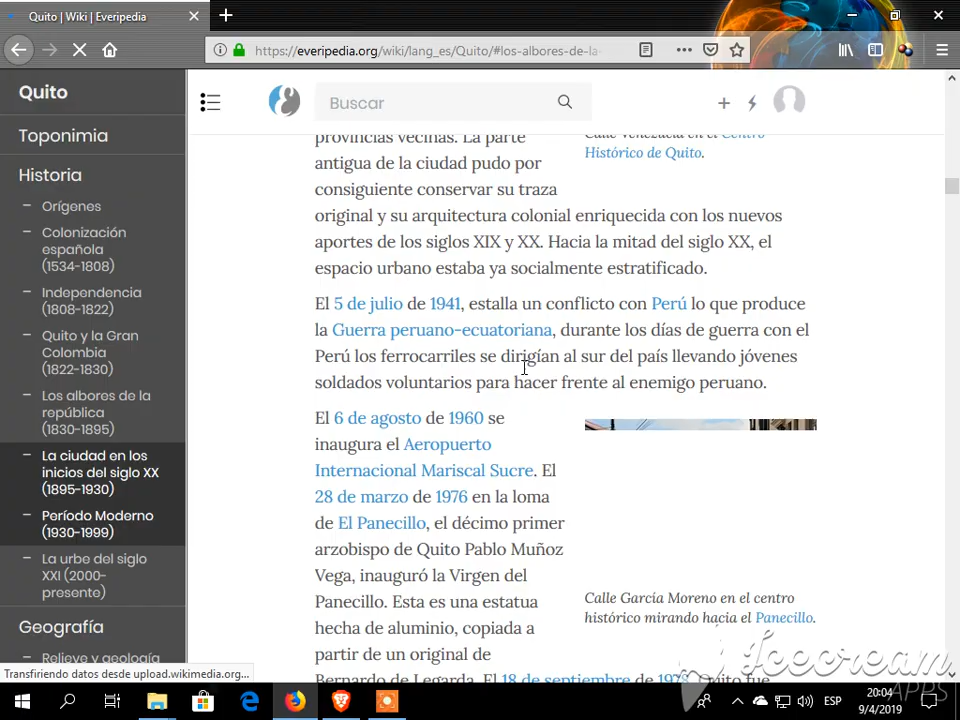 Quito | Wiki | Everipedia
https://everipedia.org/wiki/lang_es/Quito/#los-albores-de-la-
Quito
Toponimia
Historia
Orígenes
Colonización
española
(1534-1808)
Independencia
(1808-1822)
Quito y la Gran
Colombia
(1822-1830)
Los albores de la
república
(1830-1895)
La ciudad en los
inicios del siglo XX
(1895-1930)
Período Moderno
(1930-1999)
La urbe del siglo
XXI (2000-
presente)
Geografía
Relieve y geología
Buscar
provincias vecinas. La parte
antigua de la ciudad pudo por
consiguiente conservar su traza
original y su arquitectura colonial enriquecida con los nuevos
aportes de los siglos XIX y XX. Hacia la mitad del siglo XX, el
espacio urbano estaba ya socialmente estratificado.
Calle Venezuela en el Centro
Histórico de Quito.
El 5 de julio de 1941, estalla un conflicto con Perú lo que produce
la Guerra peruano-ecuatoriana, durante los días de guerra con el
Perú los ferrocarriles se dirigían al sur del país llevando jóvenes
soldados voluntarios para hacer frente al enemigo peruano.
El 6 de agosto de 1960 se
inaugura el Aeropuerto
Internacional Mariscal Sucre. El
28 de marzo de 1976 en la loma
de El Panecillo, el décimo primer
arzobispo de Quito Pablo Muñoz
Vega, inauguró la Virgen del
Panecillo. Esta es una estatua
hecha de aluminio, copiada a
partir de un original de
Bernardo de Legarda. El 18 de septiembre de 1978, Quito fue
Calle García Moreno en el centro
histórico mirando hacia el Panecillo.
Transfiriendo datos desde upload.wikimedia.org...
Icecream
APPS
ESP
20:04
9/4/2019